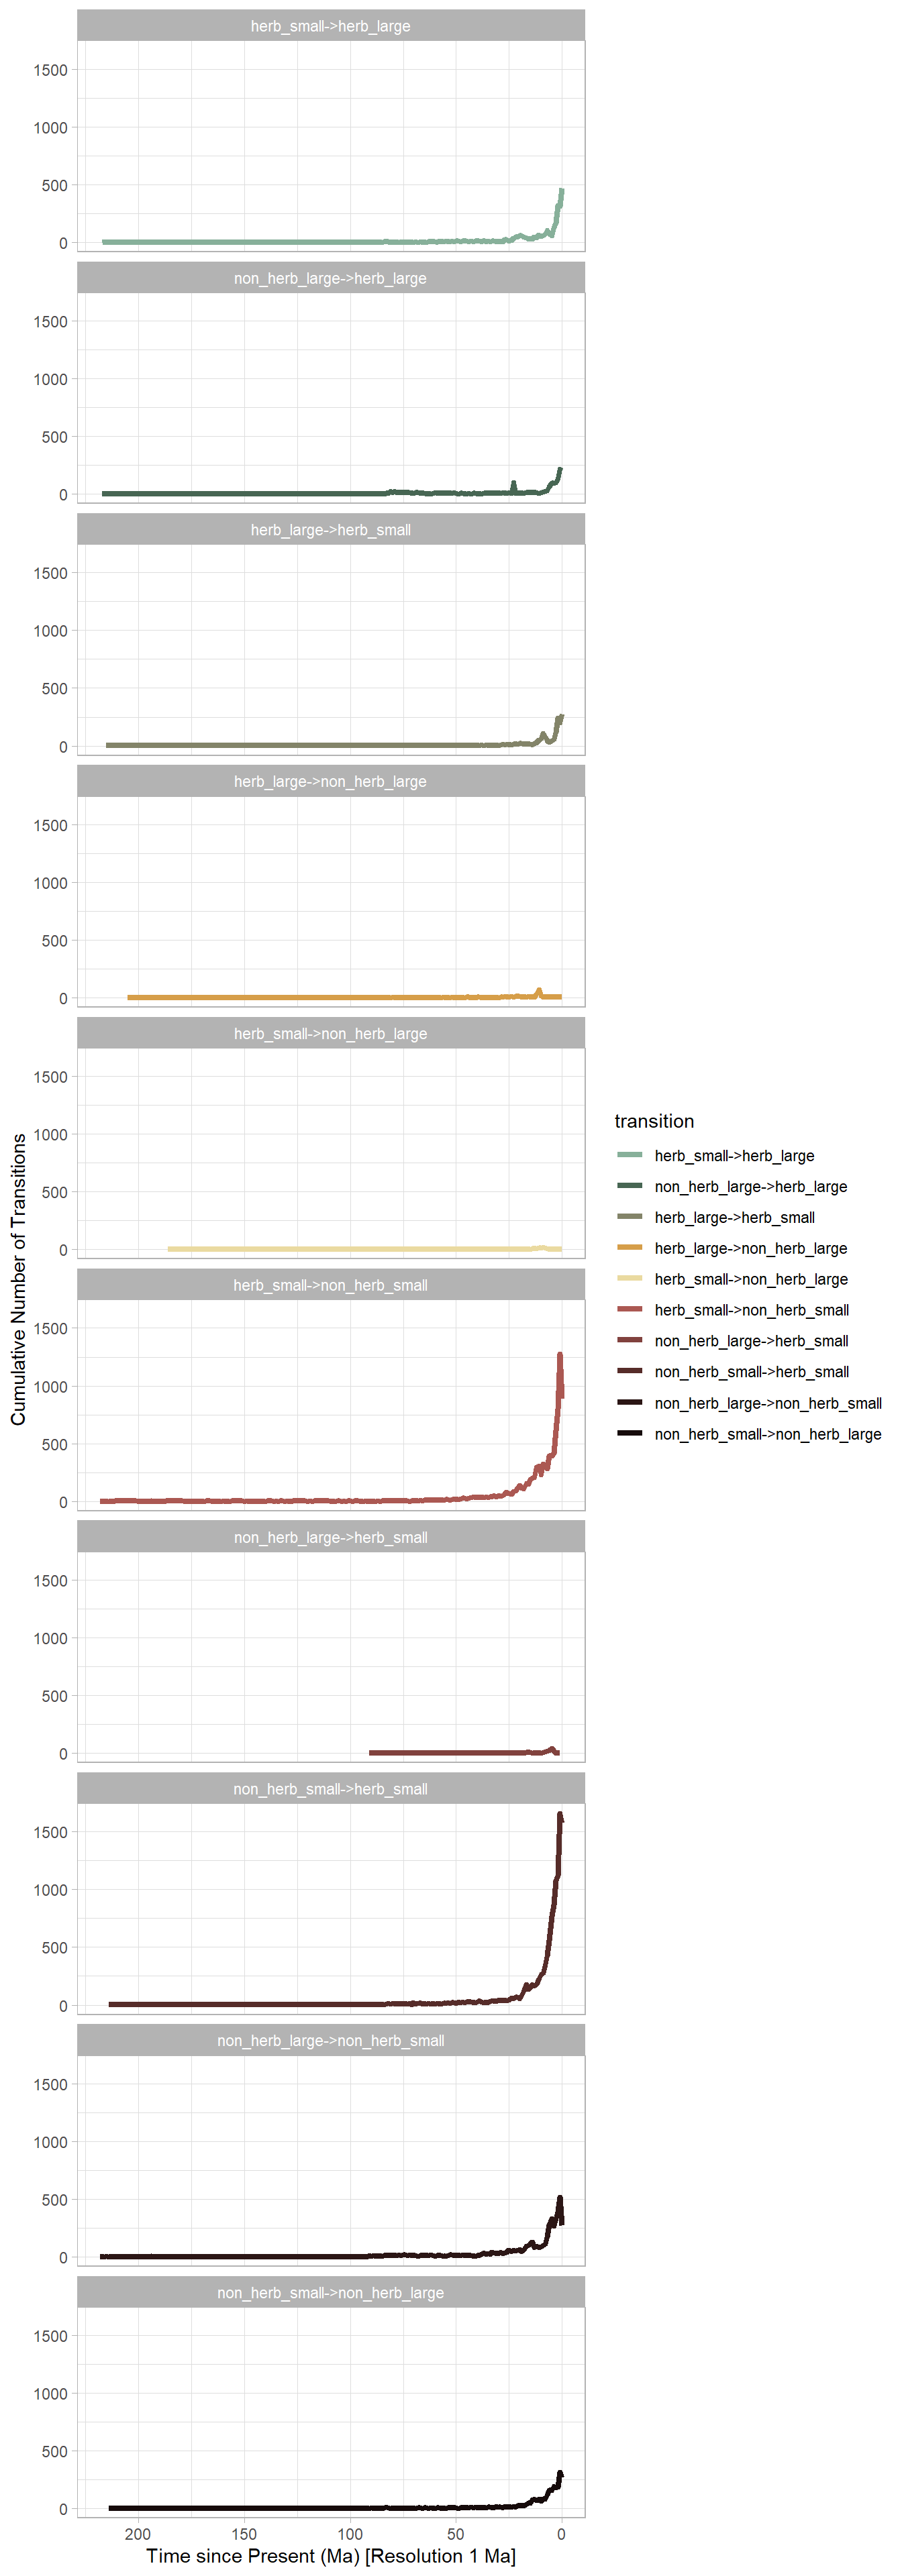 herb_small->herb_large
1500
1000
500
0
non_herb_large->herb_large
1500
1000
500
0
herb_large->herb_small
1500
1000
500
0
herb_large->non_herb_large
1500
1000
500
0
herb_small->non_herb_large
1500
1000
500
0
herb_small->non_herb_small
1500
1000
500
0
non_herb_large->herb_small
1500
1000
500
0
non_herb_small->herb_small
1500
1000
500
0
non_herb_large->non_herb_small
1500
1000
500
0
non_herb_small->non_herb_large
1500
1000
500
0
200 150 100 50 0
Time since Present (Ma) [Resolution 1 Ma]
Cumulative Number of Transitions
transition
herb_small->herb_large
non_herb_large->herb_large
herb_large->herb_small
herb_large->non_herb_large
herb_small->non_herb_large
herb_small->non_herb_small
non_herb_large->herb_small
non_herb_small->herb_small
non_herb_large->non_herb_small
non_herb_small->non_herb_large